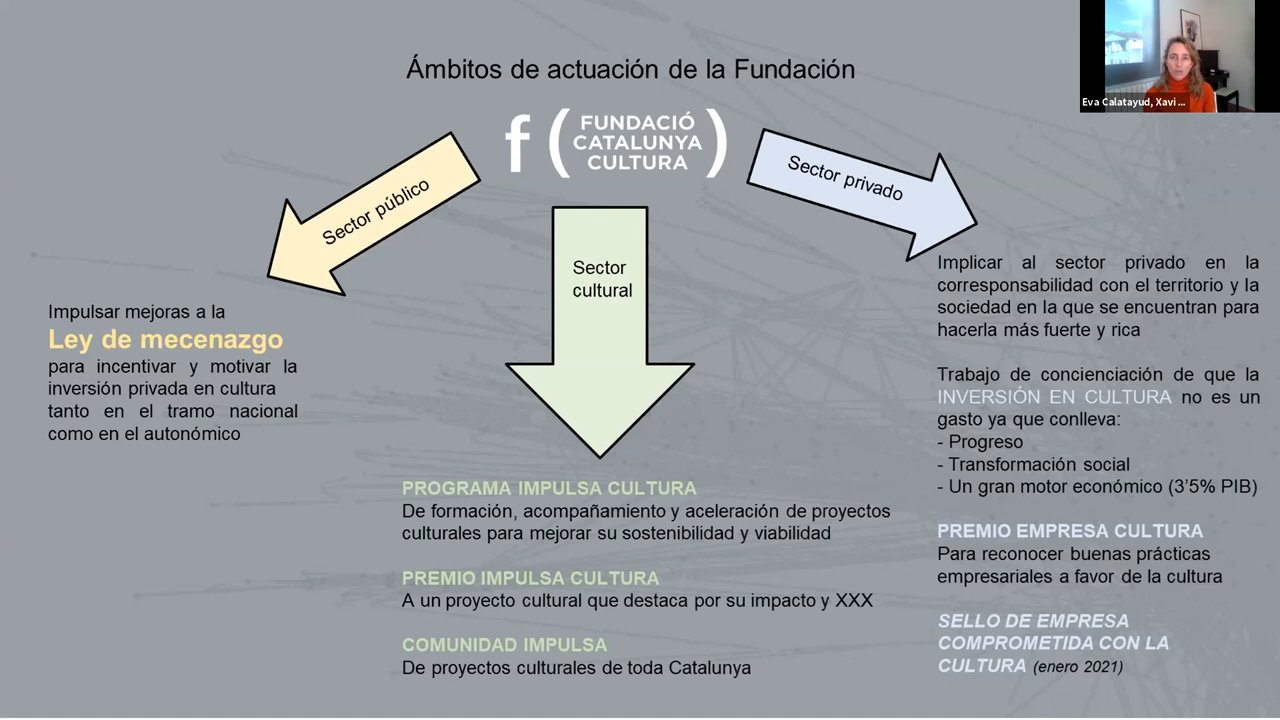 Ámbitos de actuación de la Fundación
Eva Calatayud, Xavi ...
f ( FUNDACIÓ
CATALUNYA
CULTURA )
Sector público
Sector
cultural
Sector privado
Impulsar mejoras a la
Ley de mecenazgo
para incentivar y motivar la
inversión privada en cultura
tanto en el tramo nacional
como en el autonómico
PROGRAMA IMPULSA CULTURA
De formación, acompañamiento y aceleración de proyectos
culturales para mejorar su sostenibilidad y viabilidad
PREMIO IMPULSA CULTURA
A un proyecto cultural que destaca por su impacto y XXX
COMUNIDAD IMPULSA
De proyectos culturales de toda Catalunya
Implicar al sector privado en la
corresponsabilidad con el territorio y la
sociedad en la que se encuentran para
hacerla más fuerte y rica
Trabajo de concienciación de que la
INVERSIÓN EN CULTURA no es un
gasto ya que conlleva:
- Progreso
- Transformación social
- Un gran motor económico (3'5% PIB)
PREMIO EMPRESA CULTURA
Para reconocer buenas prácticas
empresariales a favor de la cultura
SELLO DE EMPRESA
COMPROMETIDA CON LA
CULTURA (enero 2021)